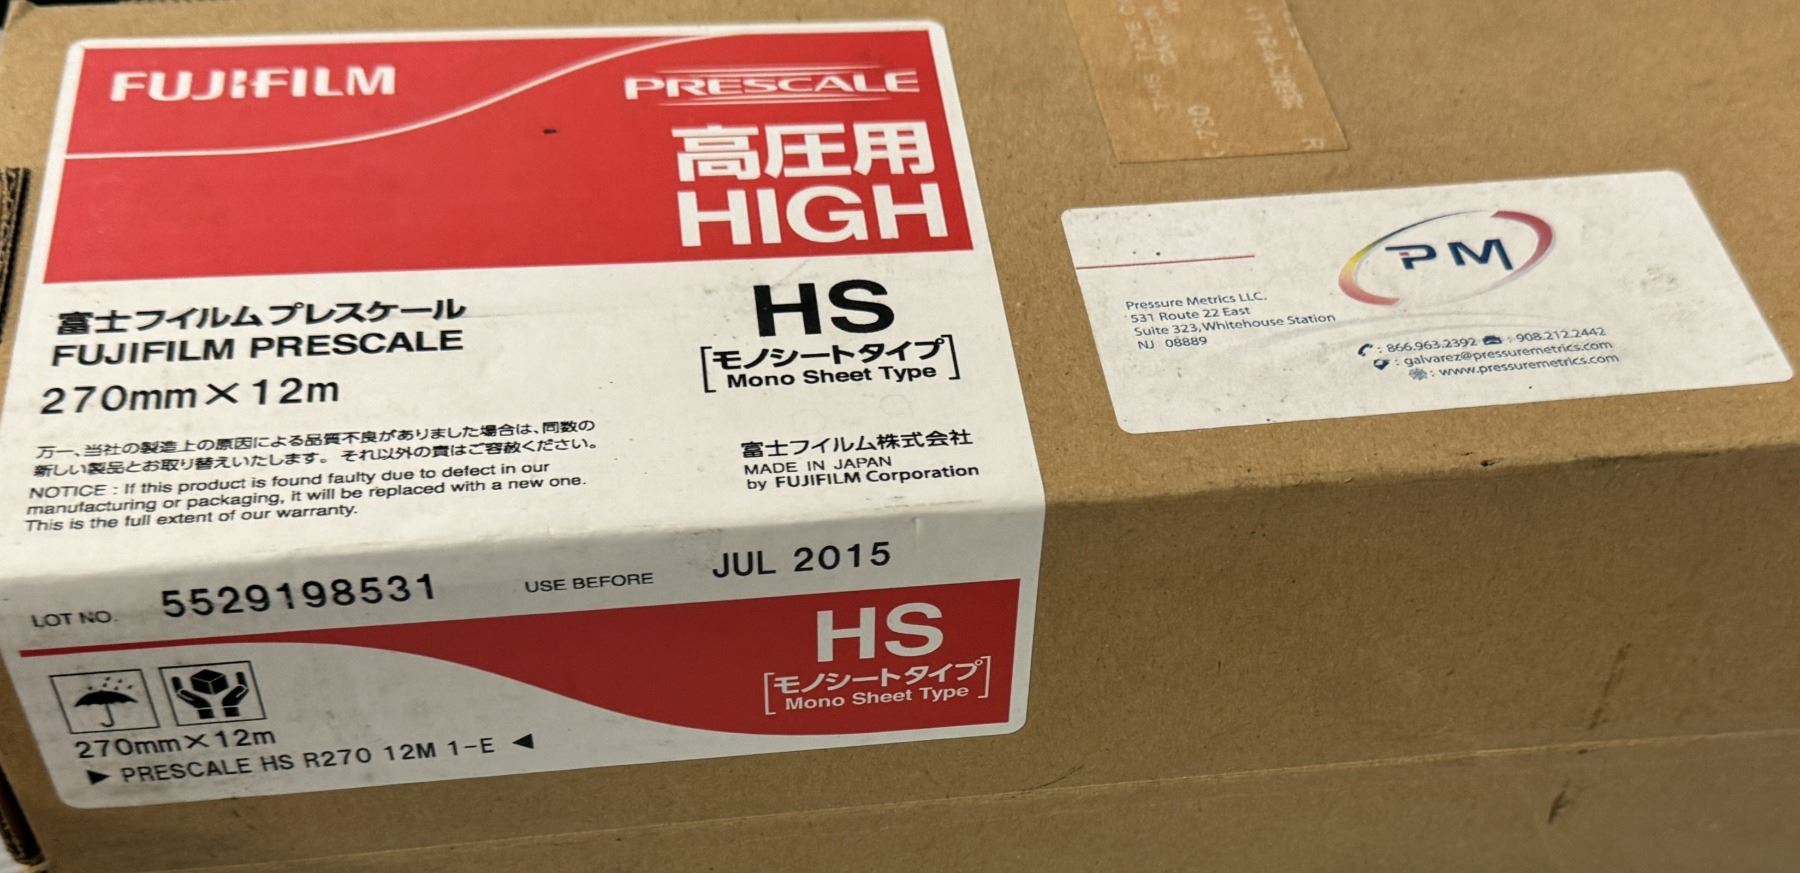 FUJIFILM
PRESCALE
高圧用
HIGH
富士フイルムプレスケール
FUJIFILM PRESCALE
270mm×12m
HS
[モノシートタイプ
Mono Sheet Type]
万一、当社の製造上の原因による品質不良がありました場合は、同数の
新しい製品とお取り替えいたします。それ以外の責はご容赦ください。
NOTICE : If this product is found faulty due to defect in our
manufacturing or packaging, it will be replaced with a new one.
This is the full extent of our warranty.
富士フイルム株式会社
MADE IN JAPAN
by FUJIFILM Corporation
LOT NO. 5529198531 USE BEFORE JUL 2015
HS
[モノシートタイプ
Mono Sheet Type]
270mm×12m
▶ PRESCALE HS R270 12M 1-E ◀
THIS TAPE
PM
Pressure Metrics LLC.
531 Route 22 East
Suite 323, Whitehouse Station
NJ 08889
: 866.963.2392 : 908.212.2442
: galvarez@pressuremetrics.com
: www.pressuremetrics.com